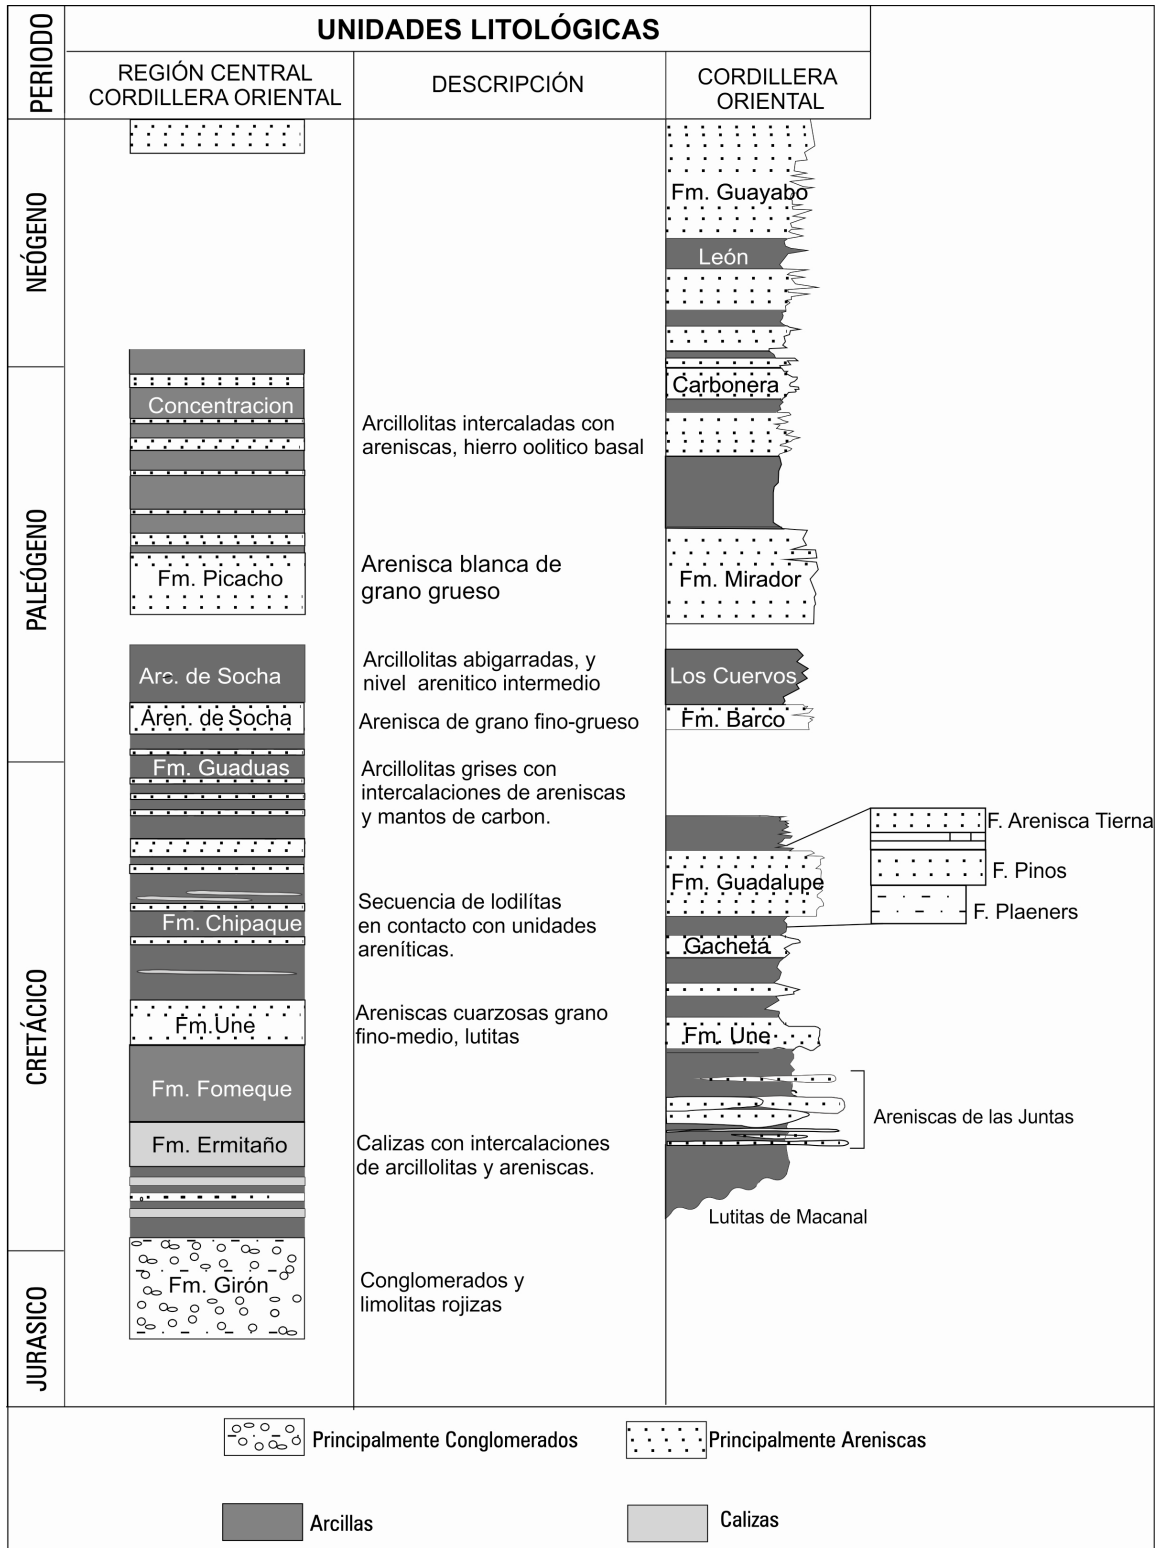 UNIDADES LITOLÓGICAS
PERIODO
REGIÓN CENTRAL
CORDILLERA ORIENTAL
DESCRIPCIÓN
CORDILLERA
ORIENTAL
NEÓGENO
Fm. Guayabo
León
PALEÓGENO
Concentracion
Arcillolitas intercaladas con
areniscas, hierro oolitico basal
Carbonera
Fm. Picacho
Arenisca blanca de
grano grueso
Fm. Mirador
Arc. de Socha
Arcillolitas abigarradas, y
nivel arenitico intermedio
Los Cuervos
Aren. de Socha
Arenisca de grano fino-grueso
Fm. Barco
CRETÁCICO
Fm. Guaduas
Arcillolitas grises con
intercalaciones de areniscas
y mantos de carbon.
F. Arenisca Tierna
F. Pinos
F. Plaeners
Fm. Guadalupe
Fm. Chipaque
Secuencia de lodilítas
en contacto con unidades
areníticas.
Gachetá
Fm.Une
Areniscas cuarzosas grano
fino-medio, lutitas
Fm. Une
Fm. Fomeque
Areniscas de las Juntas
Fm. Ermitaño
Calizas con intercalaciones
de arcillolitas y areniscas.
Lutitas de Macanal
JURASICO
Fm. Girón
Conglomerados y
limolitas rojizas
Principalmente Conglomerados
Principalmente Areniscas
Arcillas
Calizas